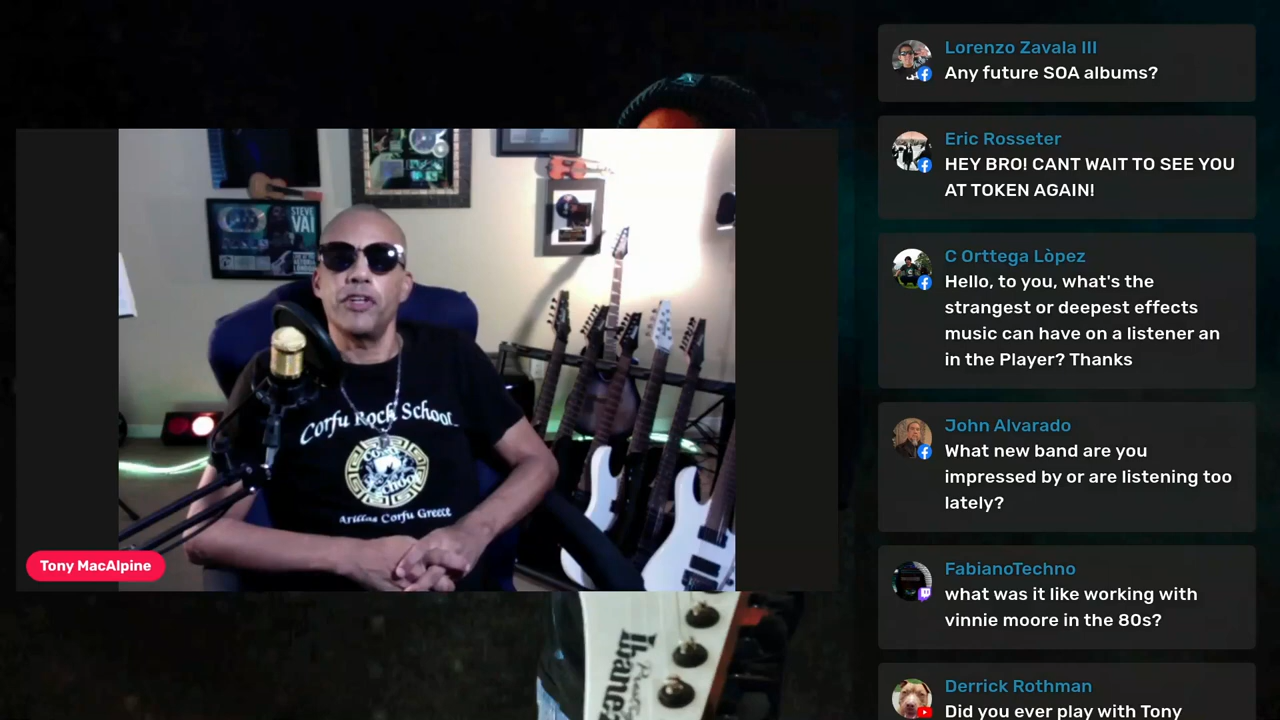 STEVE
VAI
Corfu Rock School
Corfu
School
Arillas Corfu Greece
Tony MacAlpine
Ibanez
Lorenzo Zavala III
Any future SOA albums?
Eric Rosseter
HEY BRO! CANT WAIT TO SEE YOU
AT TOKEN AGAIN!
C Orttega Lòpez
Hello, to you, what's the
strangest or deepest effects
music can have on a listener an
in the Player? Thanks
John Alvarado
What new band are you
impressed by or are listening too
lately?
FabianoTechno
what was it like working with
vinnie moore in the 80s?
Derrick Rothman
Did you ever play with Tony